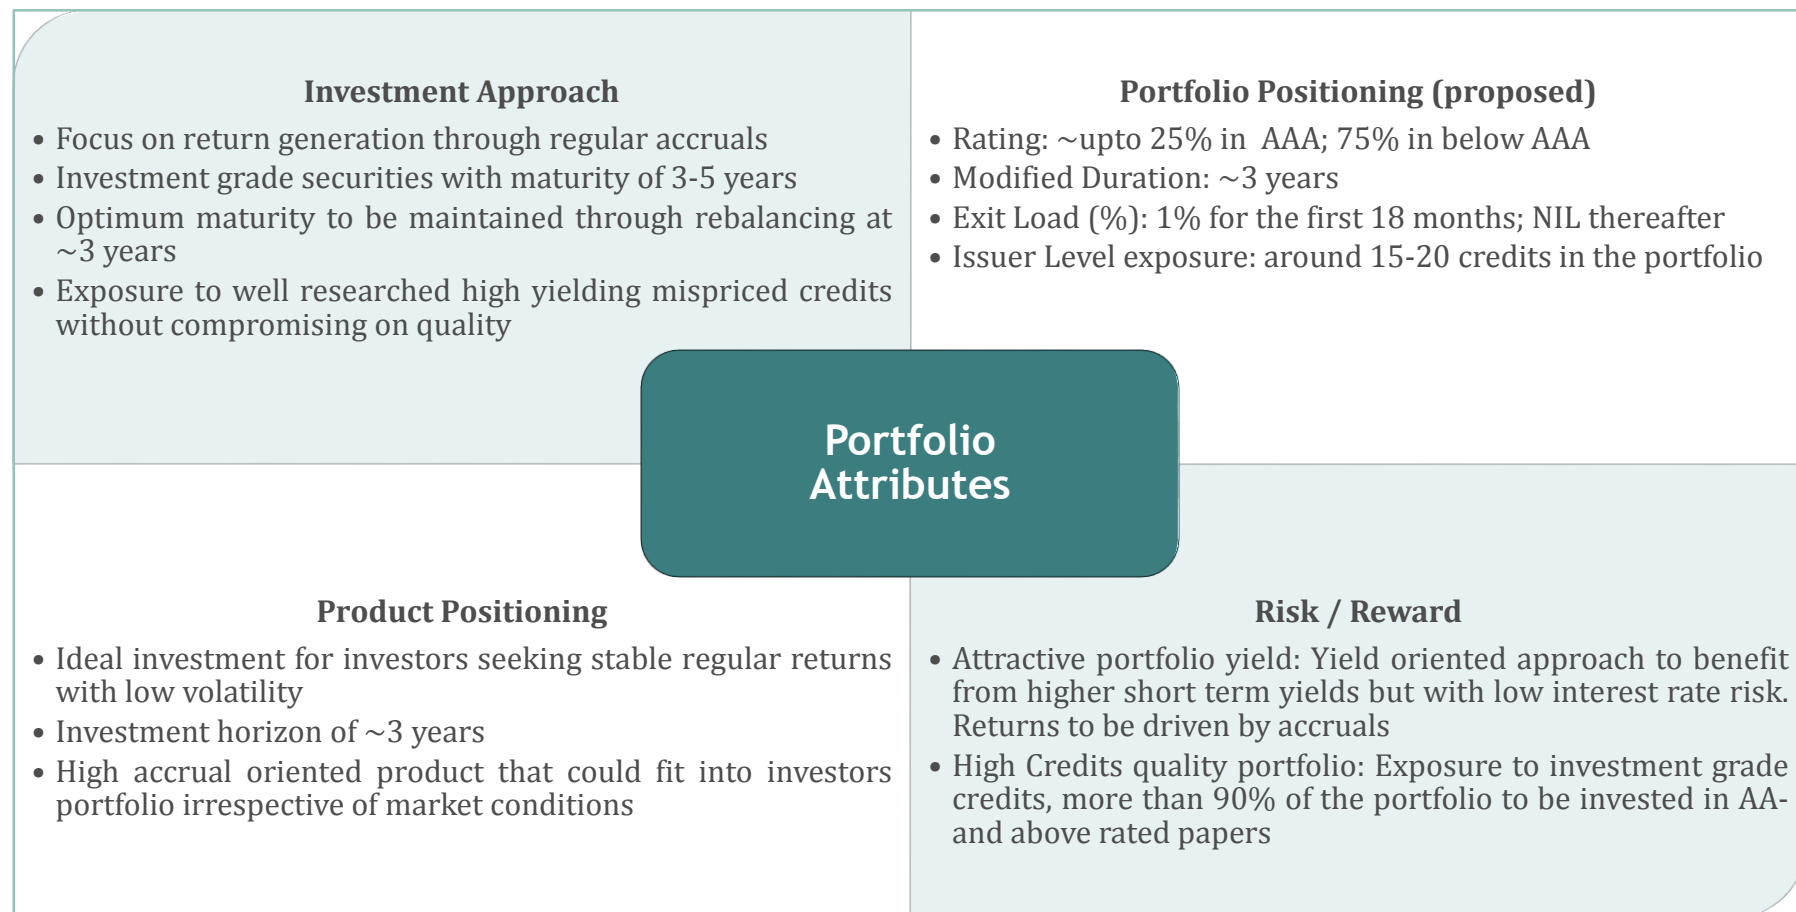 Investment Approach
• Focus on return generation through regular accruals
• Investment grade securities with maturity of 3-5 years
• Optimum maturity to be maintained through rebalancing at
~3 years
• Exposure to well researched high yielding mispriced credits
without compromising on quality
Portfolio Positioning (proposed)
• Rating: ~upto 25% in AAA; 75% in below AAA
• Modified Duration: ~3 years
• Exit Load (%): 1% for the first 18 months; NIL thereafter
• Issuer Level exposure: around 15-20 credits in the portfolio
Portfolio
Attributes
Product Positioning
• Ideal investment for investors seeking stable regular returns
with low volatility
• Investment horizon of ~3 years
• High accrual oriented product that could fit into investors
portfolio irrespective of market conditions
Risk / Reward
• Attractive portfolio yield: Yield oriented approach to benefit
from higher short term yields but with low interest rate risk.
Returns to be driven by accruals
• High Credits quality portfolio: Exposure to investment grade
credits, more than 90% of the portfolio to be invested in AA-
and above rated papers